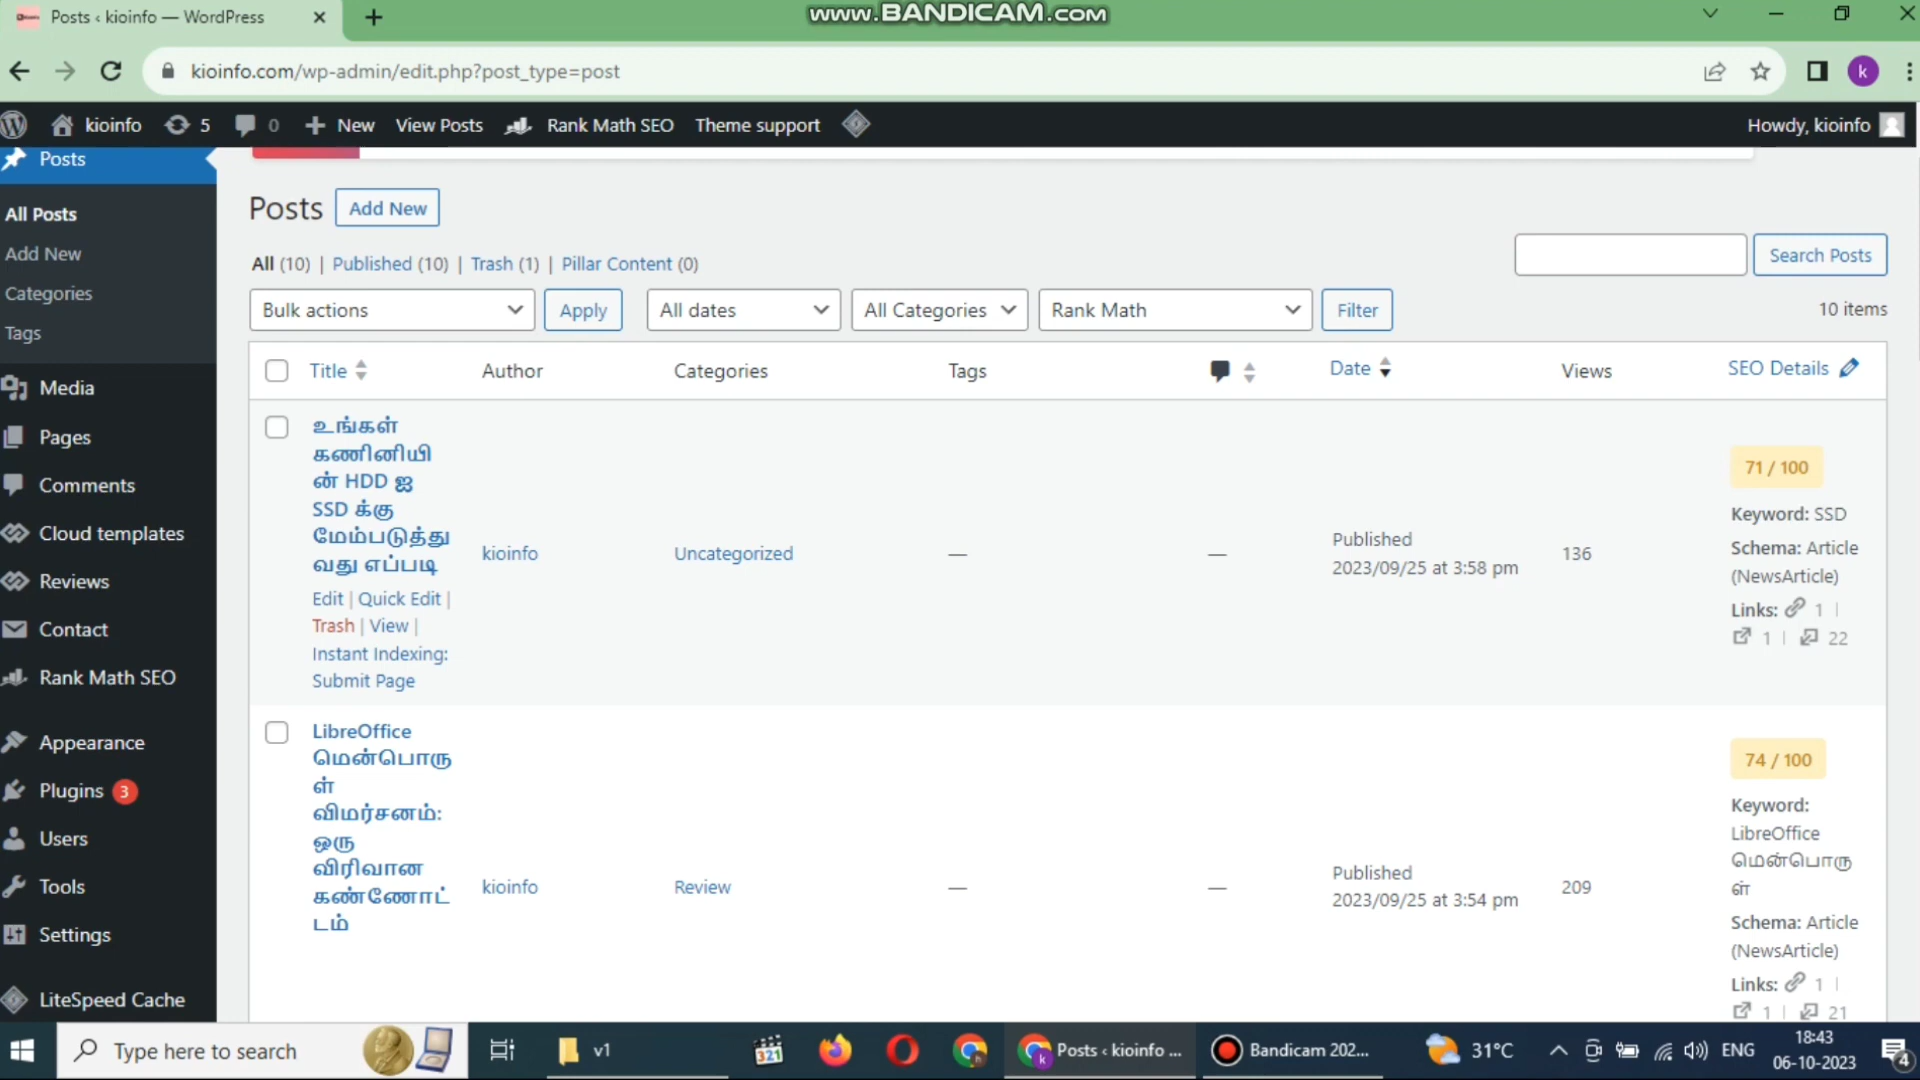 Posts ‹ kioinfo — WordPress
www.BANDICAM.com
kioinfo.com/wp-admin/edit.php?post_type=post
k
kioinfo 5 0 New View Posts Rank Math SEO Theme support Howdy, kioinfo
Posts
All Posts
Add New
Categories
Tags
Media
Pages
Comments
Cloud templates
Reviews
Contact
Rank Math SEO
Appearance
Plugins 3
Users
Tools
Settings
LiteSpeed Cache
Posts Add New
All (10) | Published (10) | Trash (1) | Pillar Content (0)
Search Posts
Bulk actions Apply All dates All Categories Rank Math Filter 10 items
Title Author Categories Tags Date Views SEO Details
உங்கள்
கணினியி
ன் HDD ஐ
SSD க்கு
மேம்படுத்து
வது எப்படி
Edit | Quick Edit |
Trash | View |
Instant Indexing:
Submit Page
kioinfo
Uncategorized
—
—
Published
2023/09/25 at 3:58 pm
136
71 / 100
Keyword: SSD
Schema: Article
(NewsArticle)
Links: 1 |
1 | 22
LibreOffice
மென்பொரு
ள்
விமர்சனம்:
ஒரு
விரிவான
கண்ணோட்
டம்
kioinfo
Review
—
—
Published
2023/09/25 at 3:54 pm
209
74 / 100
Keyword:
LibreOffice
மென்பொரு
ள்
Schema: Article
(NewsArticle)
Links: 1 |
1 | 21
Type here to search
v1
321
Posts ‹ kioinfo ...
Bandicam 202...
31°C
ENG
18:43
06-10-2023
4